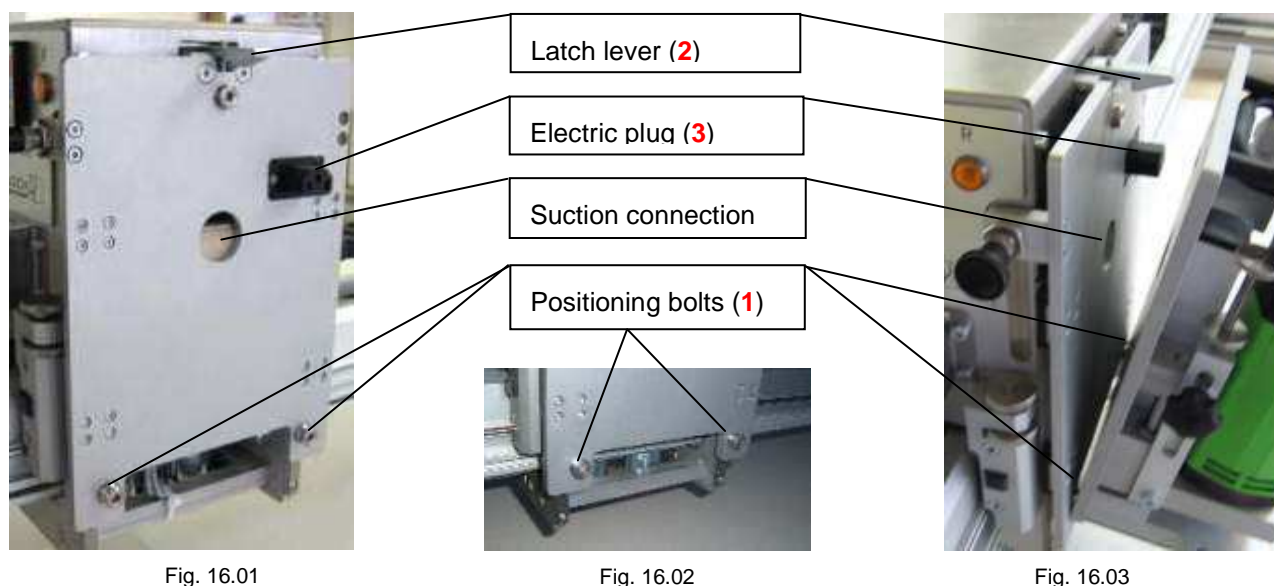 Latch lever (2)
Electric plug (3)
Suction connection
Positioning bolts (1)
R
Fig. 16.01
Fig. 16.02
Fig. 16.03